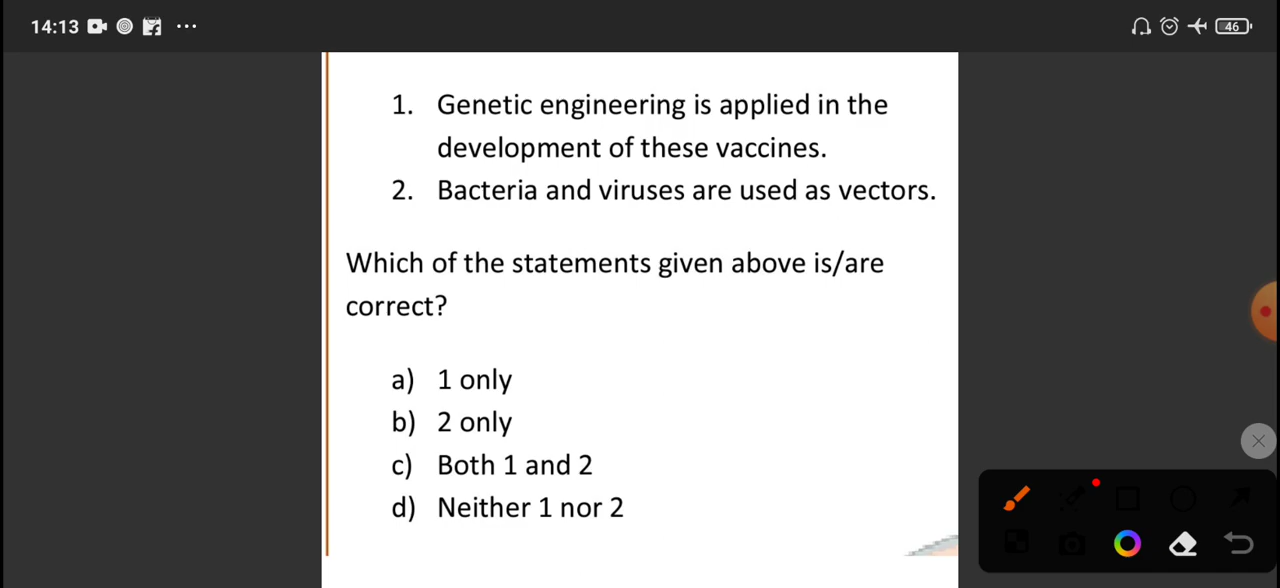 14:13 ... 46
1. Genetic engineering is applied in the
development of these vaccines.
2. Bacteria and viruses are used as vectors.
Which of the statements given above is/are
correct?
a) 1 only
b) 2 only
c) Both 1 and 2
d) Neither 1 nor 2